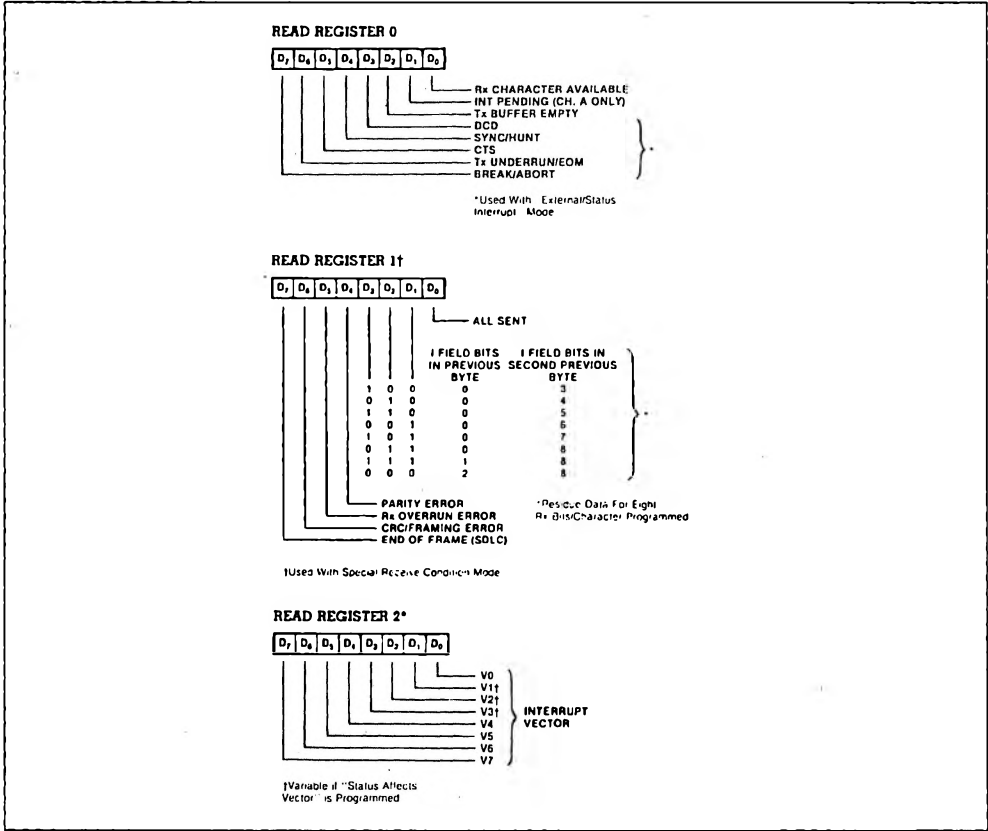 READ REGISTER 0
D7 D6 D5 D4 D3 D2 D1 D0
Rx CHARACTER AVAILABLE
INT PENDING (CH. A ONLY)
Tx BUFFER EMPTY
DCD
SYNC/HUNT
CTS
Tx UNDERRUN/EOM
BREAK/ABORT
*
*Used With External/Status
Interrupt Mode
READ REGISTER 1†
D7 D6 D5 D4 D3 D2 D1 D0
ALL SENT
I FIELD BITS I FIELD BITS IN
IN PREVIOUS SECOND PREVIOUS
BYTE BYTE
1 0 0 0 3
0 1 0 0 4
1 1 0 0 5
0 0 1 0 6
1 0 1 0 7
0 1 1 0 8
1 1 1 1 8
0 0 0 2 8
*
PARITY ERROR
Rx OVERRUN ERROR
CRC/FRAMING ERROR
END OF FRAME (SDLC)
*Residue Data For Eight
Rx Bits/Character Programmed
†Used With Special Receive Condition Mode
READ REGISTER 2*
D7 D6 D5 D4 D3 D2 D1 D0
V0
V1†
V2†
V3†
V4
V5
V6
V7
INTERRUPT
VECTOR
†Variable if "Status Affects
Vector" is Programmed